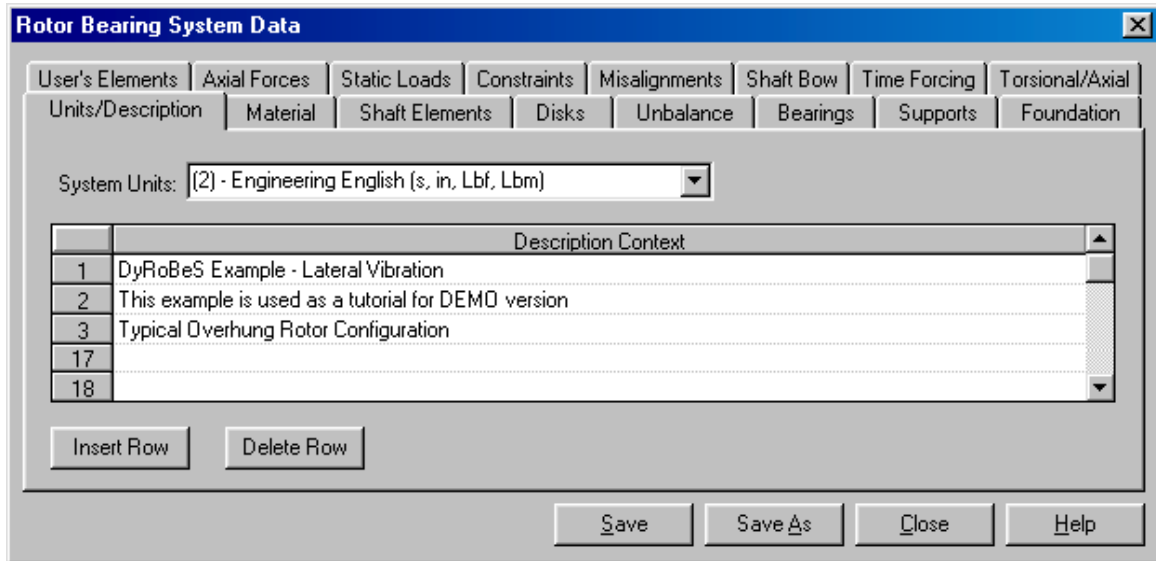 Rotor Bearing System Data
User's Elements Axial Forces Static Loads Constraints Misalignments Shaft Bow Time Forcing Torsional/Axial
Units/Description Material Shaft Elements Disks Unbalance Bearings Supports Foundation
System Units: (2) - Engineering English (s, in, Lbf, Lbm)
Description Context
1 DyRoBeS Example - Lateral Vibration
2 This example is used as a tutorial for DEMO version
3 Typical Overhung Rotor Configuration
17
18
Insert Row Delete Row
Save Save As Close Help